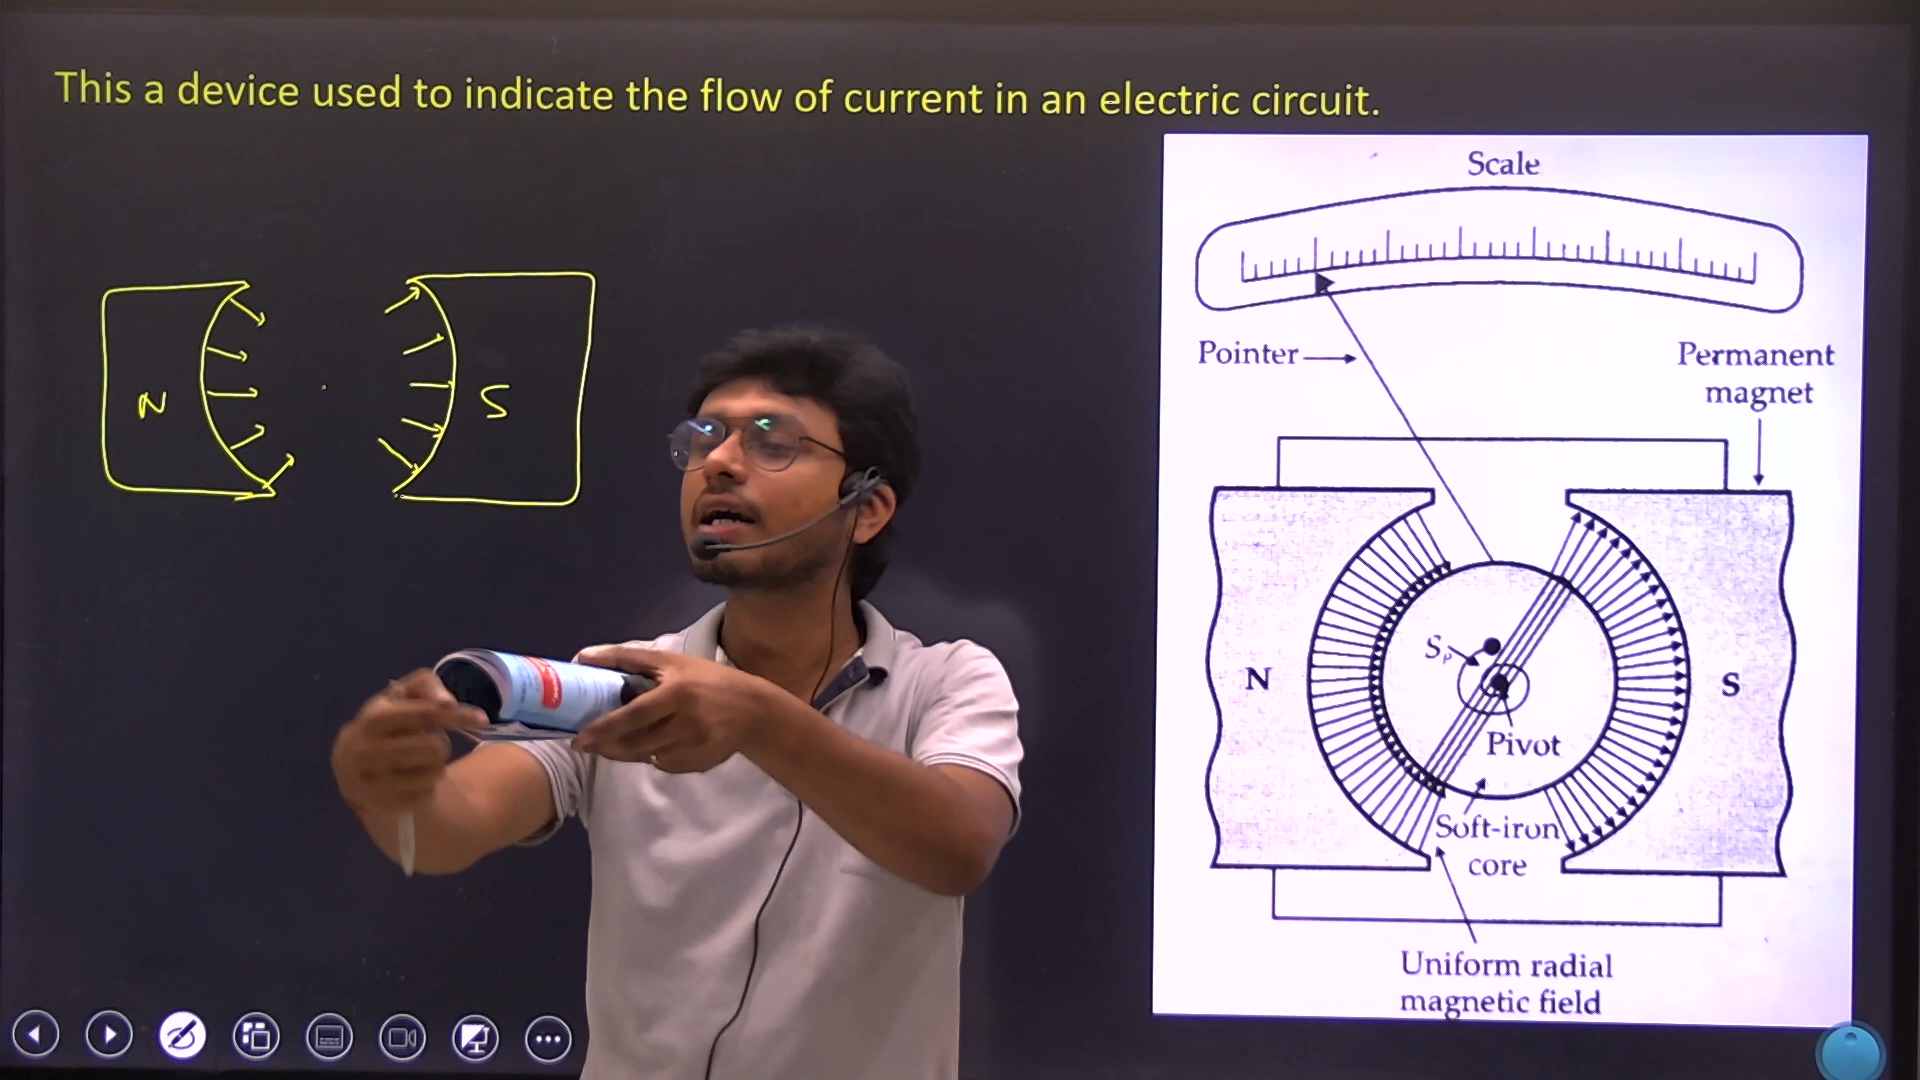 This a device used to indicate the flow of current in an electric circuit.
N
S
Scale
Pointer
Permanent
magnet
N
S
Sp
Pivot
Soft-iron
core
Uniform radial
magnetic field